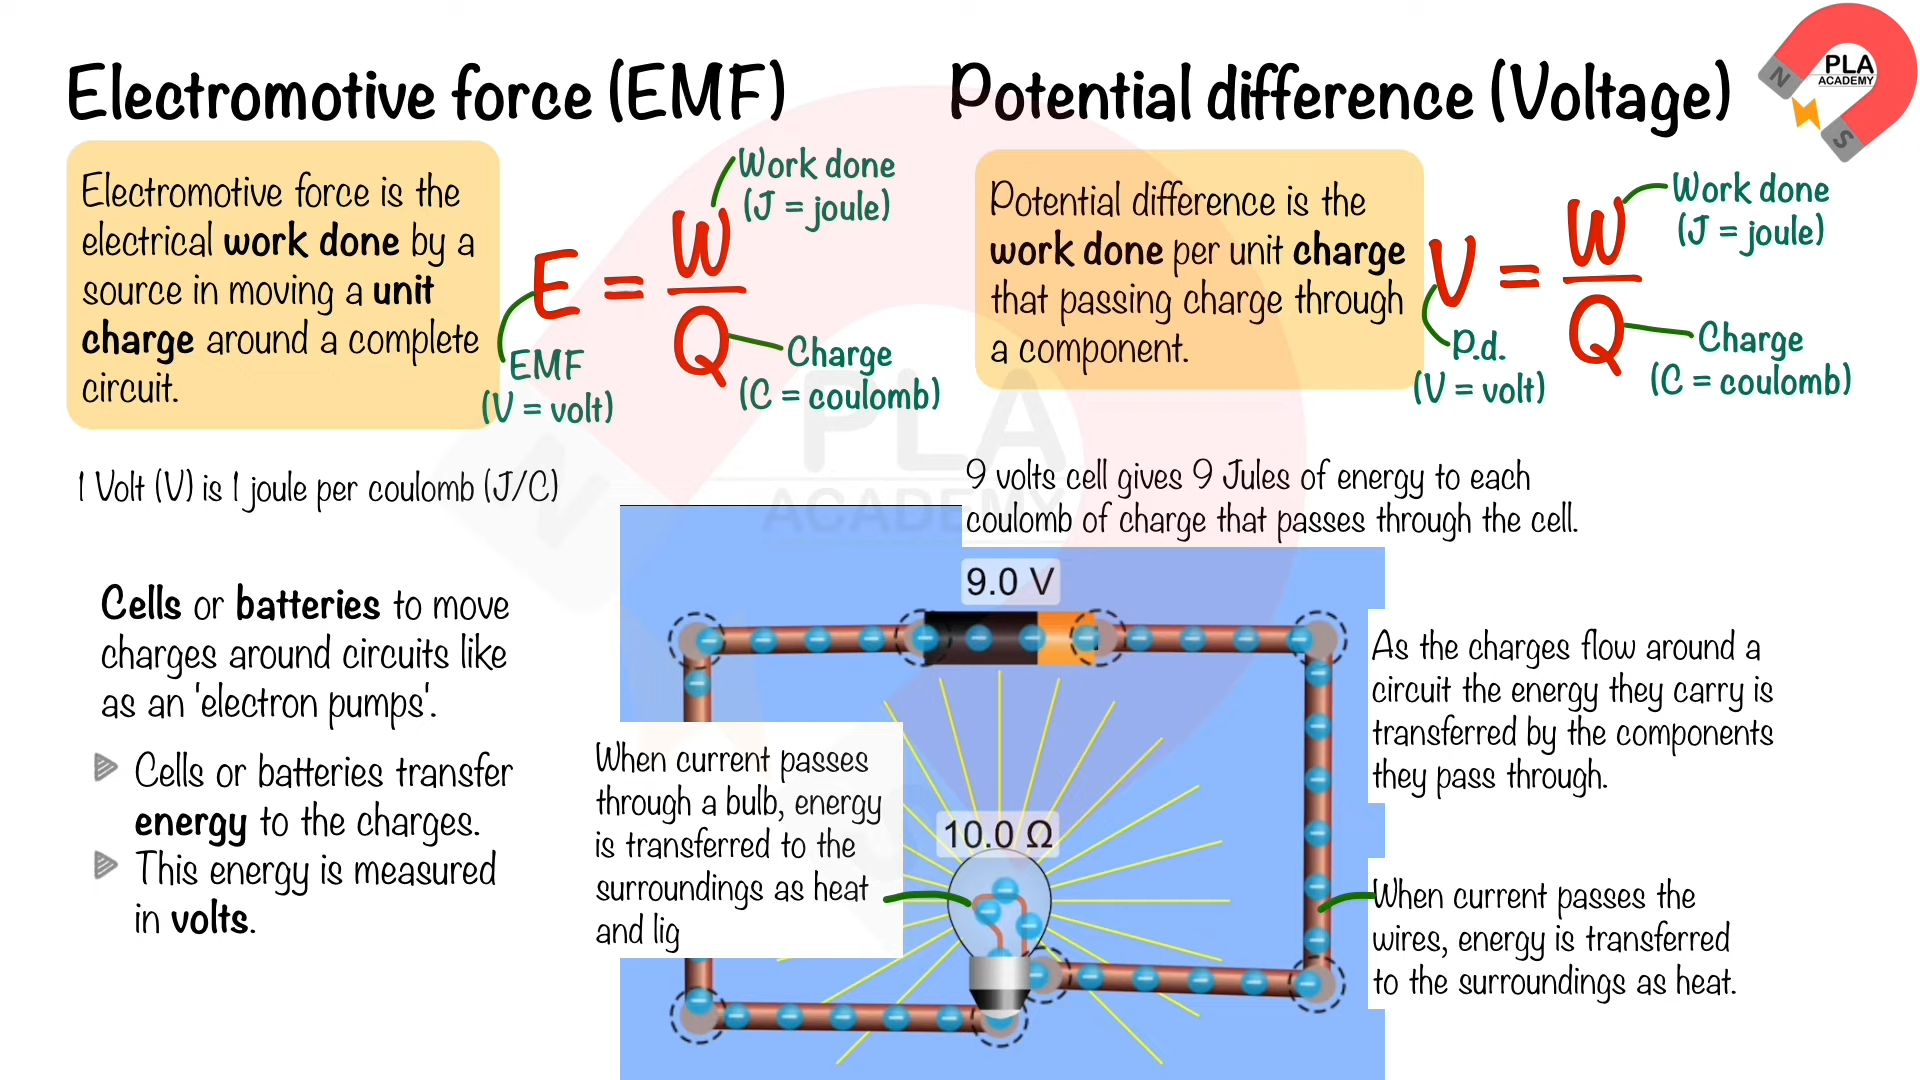 Electromotive force (EMF)
Electromotive force is the
electrical work done by a
source in moving a unit
charge around a complete
circuit.
E = W
Q
Work done
(J = joule)
EMF
(V = volt)
Charge
(C = coulomb)
1 Volt (V) is 1 joule per coulomb (J/C)
Potential difference (Voltage)
PLA
ACADEMY
N
S
Potential difference is the
work done per unit charge
that passing charge through
a component.
V = W
Q
Work done
(J = joule)
P.d.
(V = volt)
Charge
(C = coulomb)
PLA
ACADEMY
N
9 volts cell gives 9 Jules of energy to each
coulomb of charge that passes through the cell.
Cells or batteries to move
charges around circuits like
as an 'electron pumps'.
Cells or batteries transfer
energy to the charges.
This energy is measured
in volts.
9.0 V
When current passes
through a bulb, energy
is transferred to the
surroundings as heat
and lig
10.0 Ω
As the charges flow around a
circuit the energy they carry is
transferred by the components
they pass through.
When current passes the
wires, energy is transferred
to the surroundings as heat.